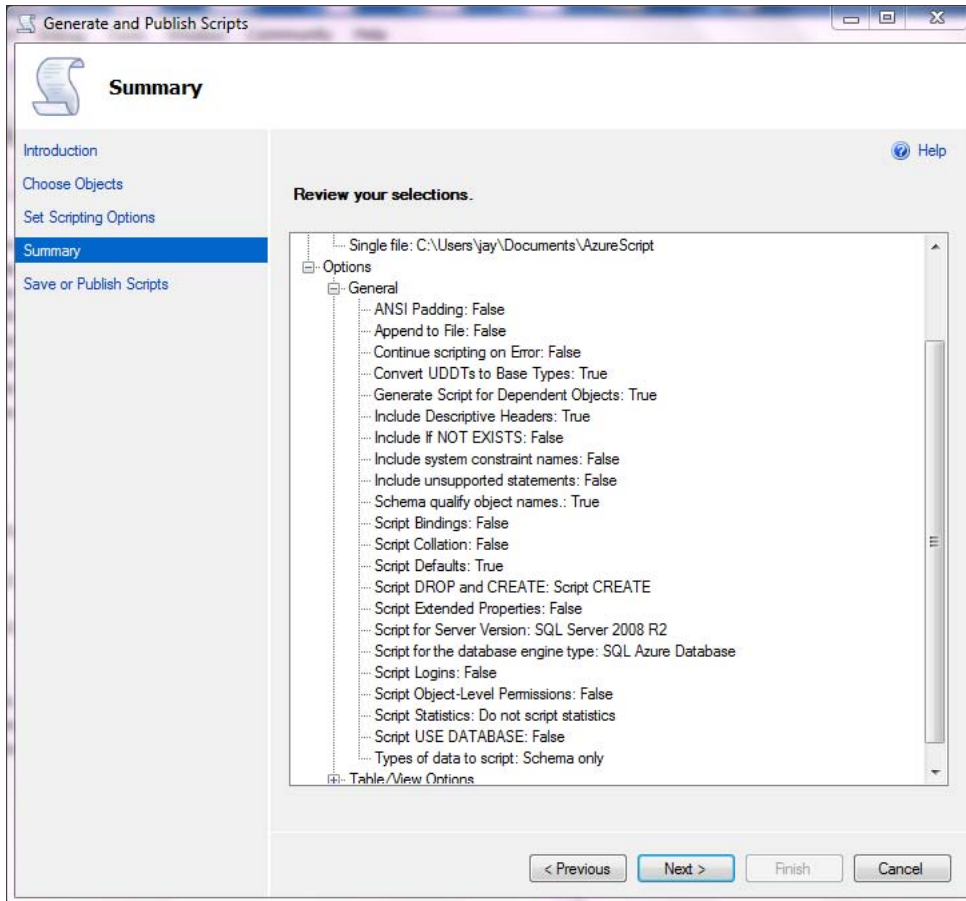 Generate and Publish Scripts
Summary
Introduction
Choose Objects
Set Scripting Options
Summary
Save or Publish Scripts
Help
Review your selections.
Single file: C:\Users\jay\Documents\AzureScript
Options
General
ANSI Padding: False
Append to File: False
Continue scripting on Error: False
Convert UDDTs to Base Types: True
Generate Script for Dependent Objects: True
Include Descriptive Headers: True
Include If NOT EXISTS: False
Include system constraint names: False
Include unsupported statements: False
Schema qualify object names.: True
Script Bindings: False
Script Collation: False
Script Defaults: True
Script DROP and CREATE: Script CREATE
Script Extended Properties: False
Script for Server Version: SQL Server 2008 R2
Script for the database engine type: SQL Azure Database
Script Logins: False
Script Object-Level Permissions: False
Script Statistics: Do not script statistics
Script USE DATABASE: False
Types of data to script: Schema only
Table/View Options
< Previous Next > Finish Cancel